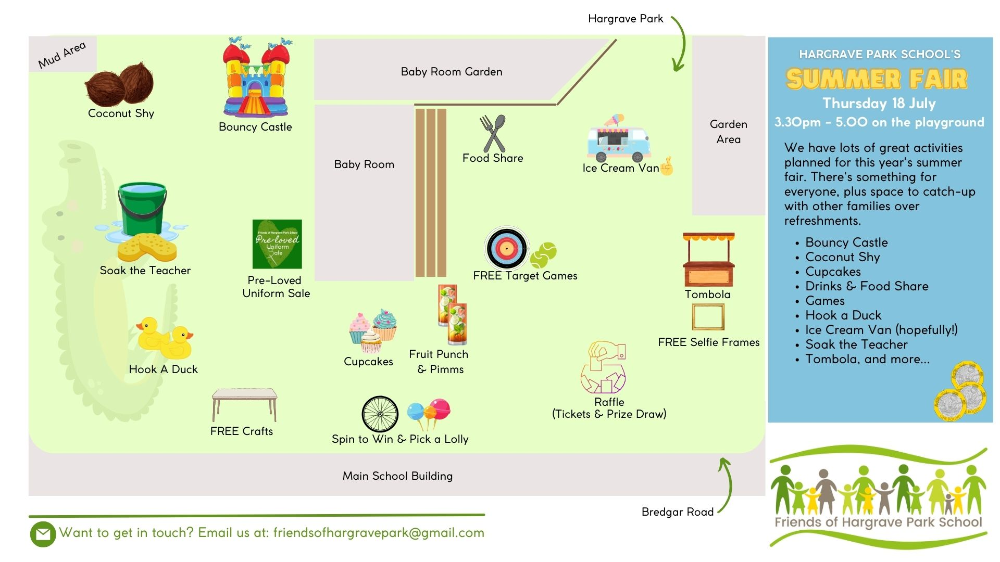 Hargrave Park
Mud Area
Baby Room Garden
Coconut Shy
Bouncy Castle
Garden
Area
Food Share
Baby Room
Ice Cream Van
Friends of Hargrave Park School
Pre-loved
Uniform
Sale
Soak the Teacher
Pre-Loved
Uniform Sale
FREE Target Games
Tombola
FREE Selfie Frames
Hook A Duck
Cupcakes
Fruit Punch
& Pimms
Raffle
(Tickets & Prize Draw)
FREE Crafts
Spin to Win & Pick a Lolly
Main School Building
Bredgar Road
Want to get in touch? Email us at: friendsofhargravepark@gmail.com
HARGRAVE PARK SCHOOL'S
SUMMER FAIR
Thursday 18 July
3.30pm - 5.00 on the playground
We have lots of great activities
planned for this year's summer
fair. There's something for
everyone, plus space to catch-up
with other families over
refreshments.
• Bouncy Castle
• Coconut Shy
• Cupcakes
• Drinks & Food Share
• Games
• Hook a Duck
• Ice Cream Van (hopefully!)
• Soak the Teacher
• Tombola, and more...
ONE POUND
Friends of Hargrave Park School